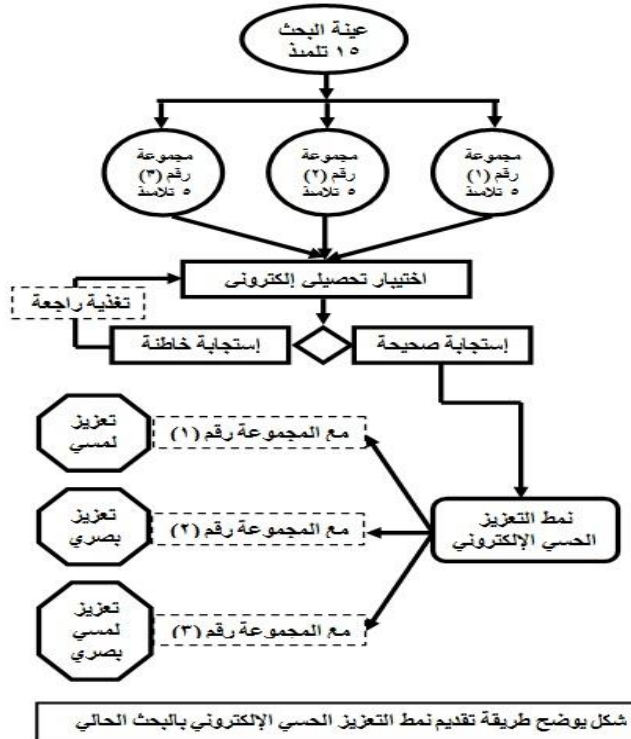 عينة البحث
١٥ تلميذ
مجموعة
رقم (١)
٥ تلاميذ
مجموعة
رقم (٢)
٥ تلاميذ
مجموعة
رقم (٣)
٥ تلاميذ
اختيبار تحصيلي إلكتروني
تغذية راجعة
إستجابة صحيحة
إستجابة خاطئة
نمط التعزيز
الحسي الإلكتروني
مع المجموعة رقم (١)
تعزيز
لمسي
مع المجموعة رقم (٢)
تعزيز
بصري
مع المجموعة رقم (٣)
تعزيز
لمسي
بصري
شكل يوضح طريقة تقديم نمط التعزيز الحسي الإلكتروني بالبحث الحالي